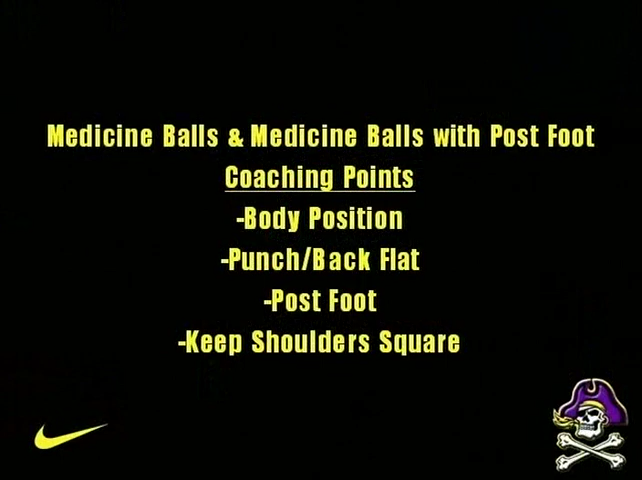 Medicine Balls & Medicine Balls with Post Foot
Coaching Points
-Body Position
-Punch/Back Flat
-Post Foot
-Keep Shoulders Square